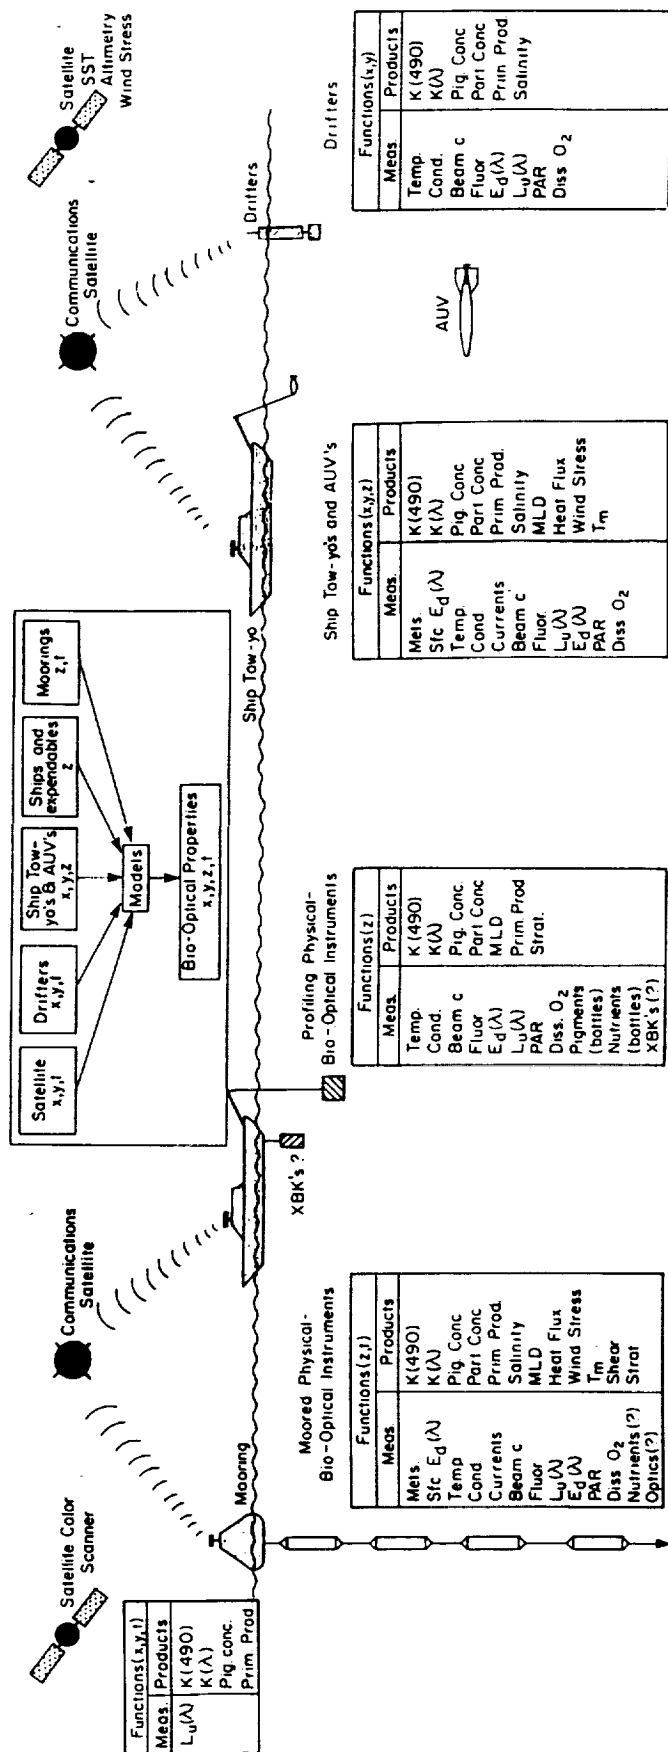 Satellite Color
Scanner
Communications
Satellite
Communications
Satellite
Satellite
SST
Altimetry
Wind Stress
Satellite
x,y,t
Drifters
x,y,t
Ship Tow-
yo's & AUV's
x,y,z
Ships and
expendables
z
Moorings
z,t
Models
Bio-Optical Properties
x,y,z,t
Mooring
XBK's ?
Ship Tow-yo
Drifters
AUV
Functions(x,y,t)
Meas. Products
Lu(λ) K(490)
K(λ)
Pig. conc.
Prim Prod
Moored Physical-
Bio-Optical Instruments
Functions(z,t)
Meas. Products
Mets. K(490)
Sfc Ed(λ) K(λ)
Temp Pig. Conc
Cond. Part Conc
Currents Prim Prod.
Beam c Salinity
Fluor MLD
Lu(λ) Heat Flux
Ed(λ) Wind Stress
PAR Tm
Diss O2 Shear
Nutrients(?) Strat
Optics(?)
Profiling Physical-
Bio-Optical Instruments
Functions(z)
Meas. Products
Temp. K(490)
Cond. K(λ)
Beam c Pig. Conc
Fluor Part Conc
Ed(λ) MLD
Lu(λ) Prim Prod
PAR Strat.
Diss. O2
Pigments
(bottles)
Nutrients
(bottles)
XBK's(?)
Ship Tow-yo's and AUV's
Functions(x,y,z)
Meas. Products
Mets. K(490)
Sfc Ed(λ) K(λ)
Temp. Pig. Conc
Cond. Part Conc
Currents Prim Prod.
Beam c Salinity
Fluor. MLD
Lu(λ) Heat Flux
Ed(λ) Wind Stress
PAR Tm
Diss O2
Drifters
Functions(x,y)
Meas. Products
Temp. K(490)
Cond. K(λ)
Beam c Pig. Conc
Fluor Part Conc
Ed(λ) Prim Prod
Lu(λ) Salinity
PAR
Diss O2